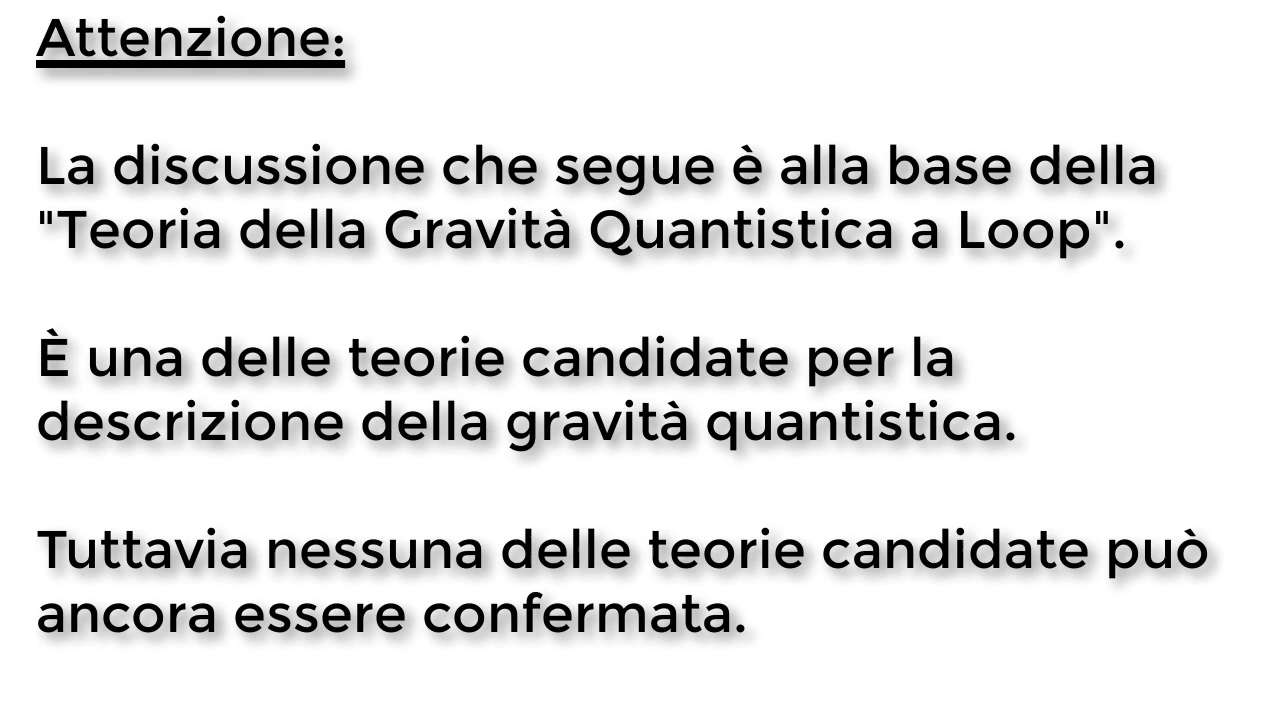 Attenzione:
La discussione che segue è alla base della
"Teoria della Gravità Quantistica a Loop".
È una delle teorie candidate per la
descrizione della gravità quantistica.
Tuttavia nessuna delle teorie candidate può
ancora essere confermata.